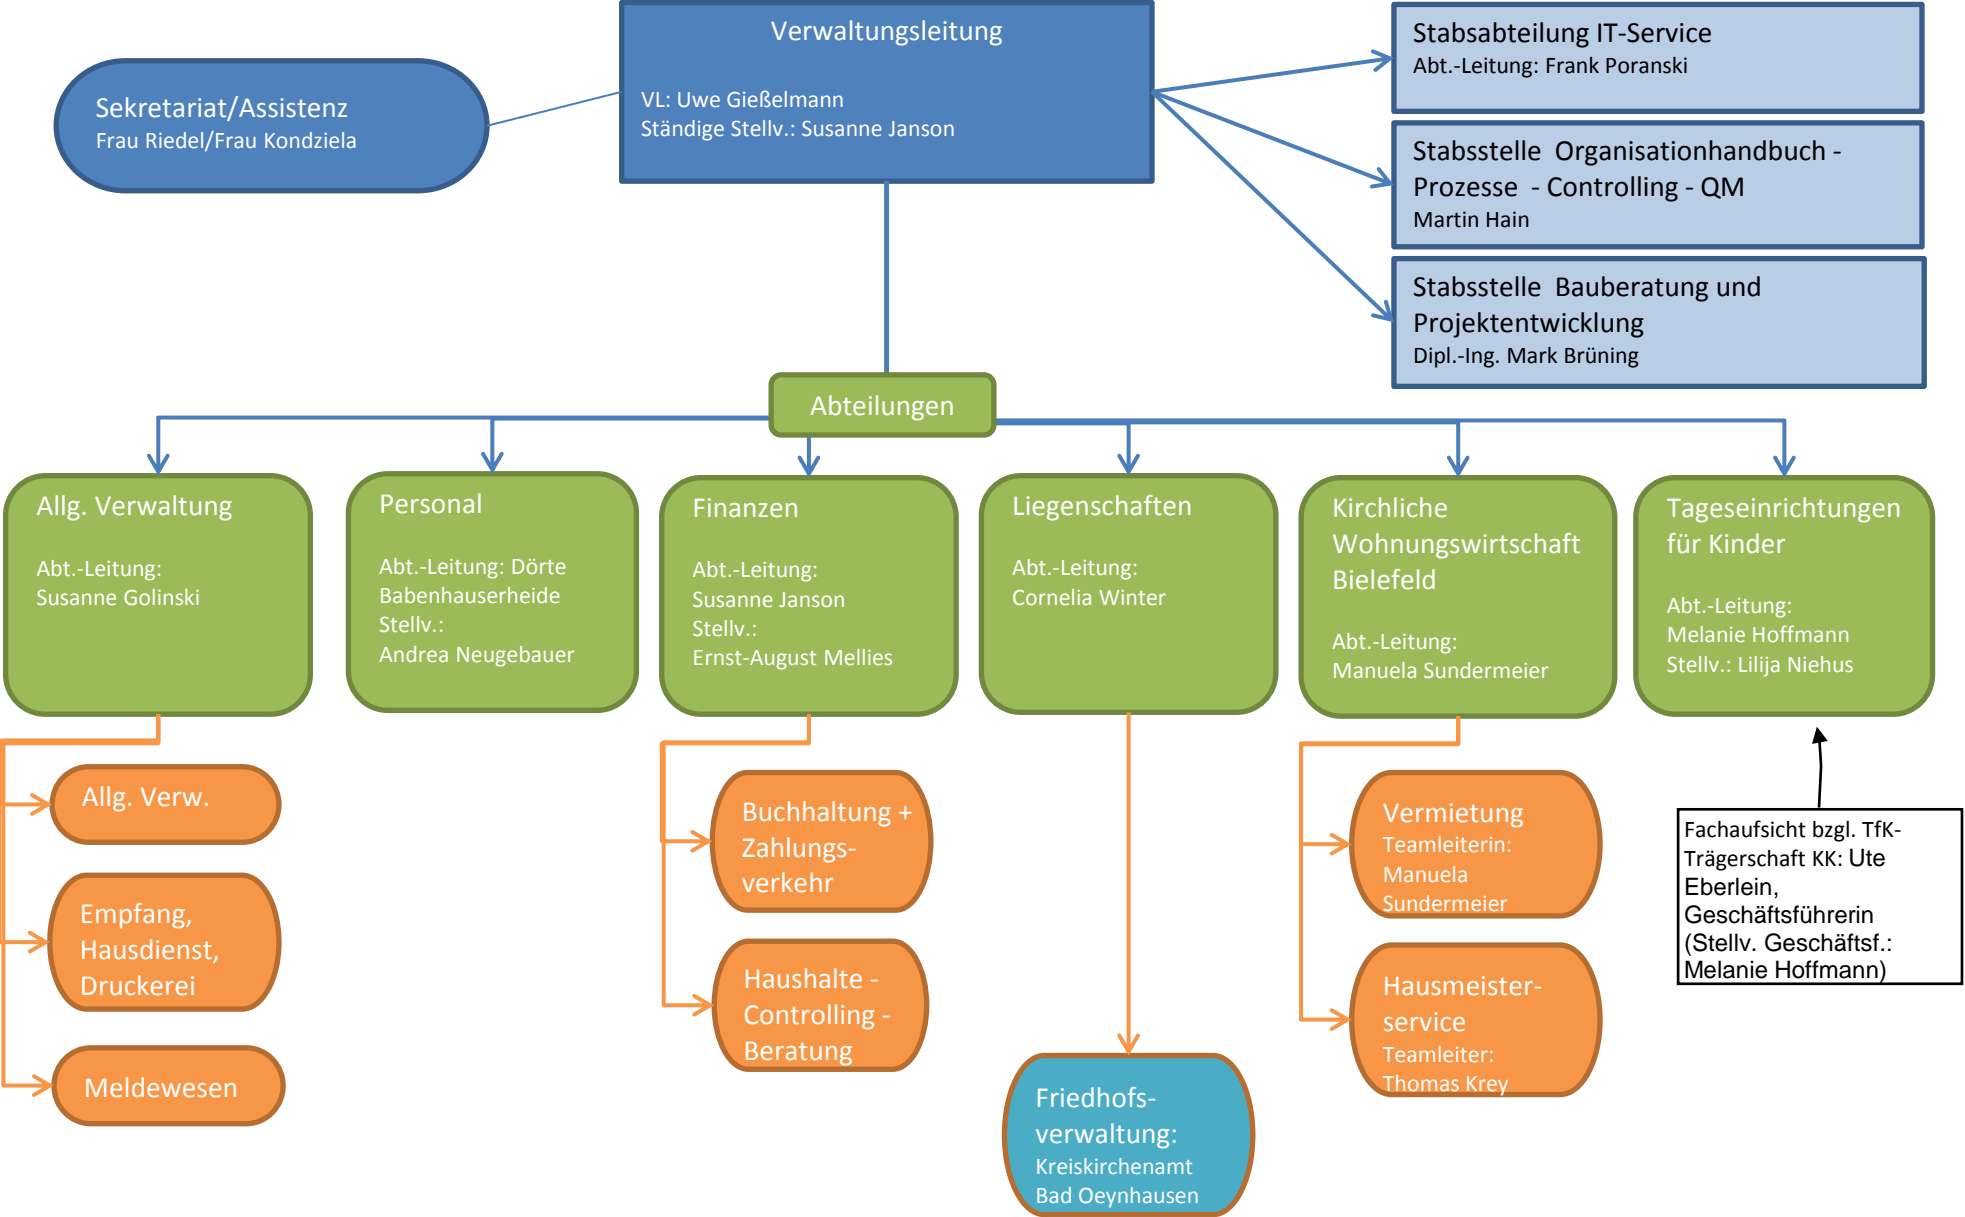 Verwaltungsleitung
VL: Uwe Gießelmann
Ständige Stellv.: Susanne Janson
Sekretariat/Assistenz
Frau Riedel/Frau Kondziela
Stabsabteilung IT-Service
Abt.-Leitung: Frank Poranski
Stabsstelle  Organisationhandbuch -
Prozesse  - Controlling - QM
Martin Hain
Stabsstelle  Bauberatung und
Projektentwicklung
Dipl.-Ing. Mark Brüning
Abteilungen
Allg. Verwaltung
Abt.-Leitung:
Susanne Golinski
Personal
Abt.-Leitung: Dörte
Babenhauserheide
Stellv.:
Andrea Neugebauer
Finanzen
Abt.-Leitung:
Susanne Janson
Stellv.:
Ernst-August Mellies
Liegenschaften
Abt.-Leitung:
Cornelia Winter
Kirchliche
Wohnungswirtschaft
Bielefeld
Abt.-Leitung:
Manuela Sundermeier
Tageseinrichtungen
für Kinder
Abt.-Leitung:
Melanie Hoffmann
Stellv.: Lilija Niehus
Allg. Verw.
Empfang,
Hausdienst,
Druckerei
Meldewesen
Buchhaltung +
Zahlungs-
verkehr
Haushalte -
Controlling -
Beratung
Friedhofs-
verwaltung:
Kreiskirchenamt
Bad Oeynhausen
Vermietung
Teamleiterin:
Manuela
Sundermeier
Hausmeister-
service
Teamleiter:
Thomas Krey
Fachaufsicht bzgl. TfK-
Trägerschaft KK: Ute
Eberlein,
Geschäftsführerin
(Stellv. Geschäftsf.:
Melanie Hoffmann)